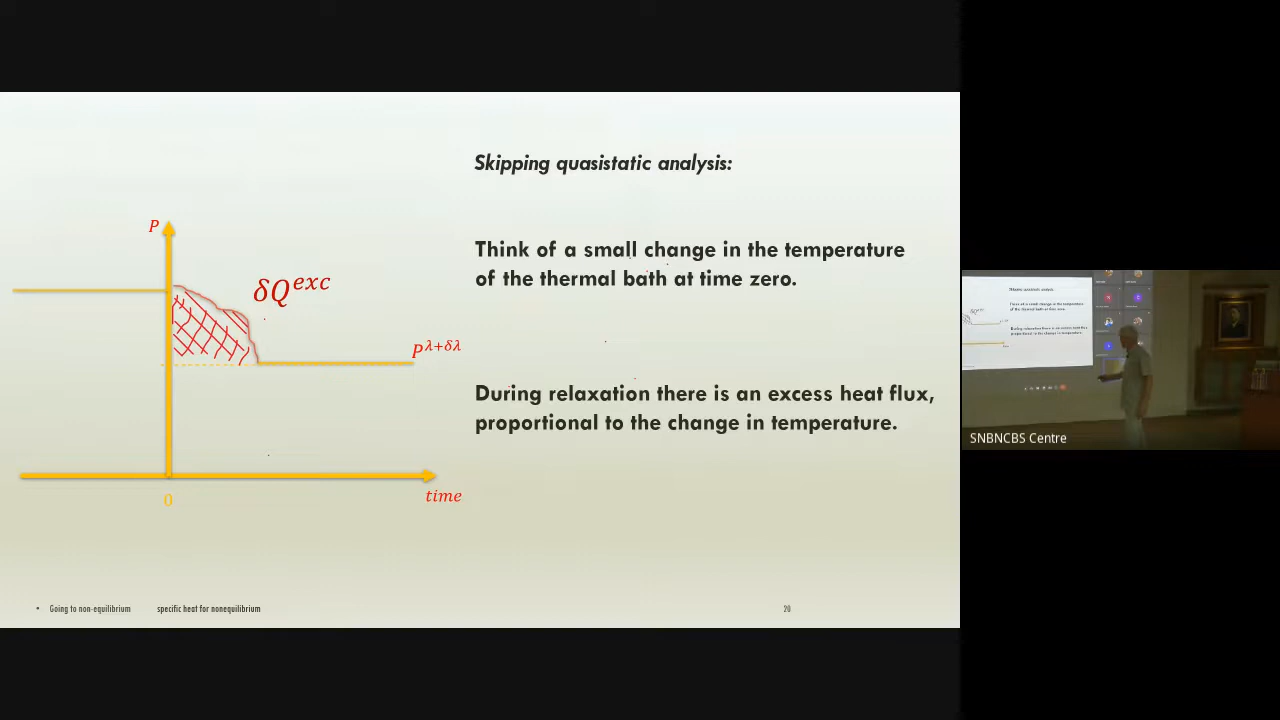 Skipping quasistatic analysis:
P
Think of a small change in the temperature
of the thermal bath at time zero.
δQ^exc
P^λ+δλ
During relaxation there is an excess heat flux,
proportional to the change in temperature.
SNBNCBS Centre
time
0
• Going to non-equilibrium specific heat for nonequilibrium 20